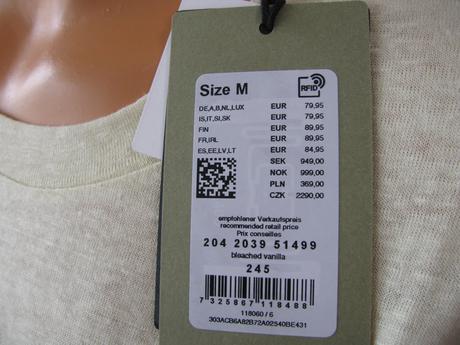 Size M
RFID
DE,A,B,NL,LUX EUR 79,95
IS,IT,SI,SK EUR 79,95
FIN EUR 89,95
FR,IRL EUR 89,95
ES,EE,LV,LT EUR 84,95
SEK 949,00
NOK 999,00
PLN 369,00
CZK 2290,00
empfohlener Verkaufspreis
recommended retail price
Prix conseilles
204 2039 51499
bleached vanilla
245
7 325867 118488
118060 / 6
303ACB6A82B72A02540BE431